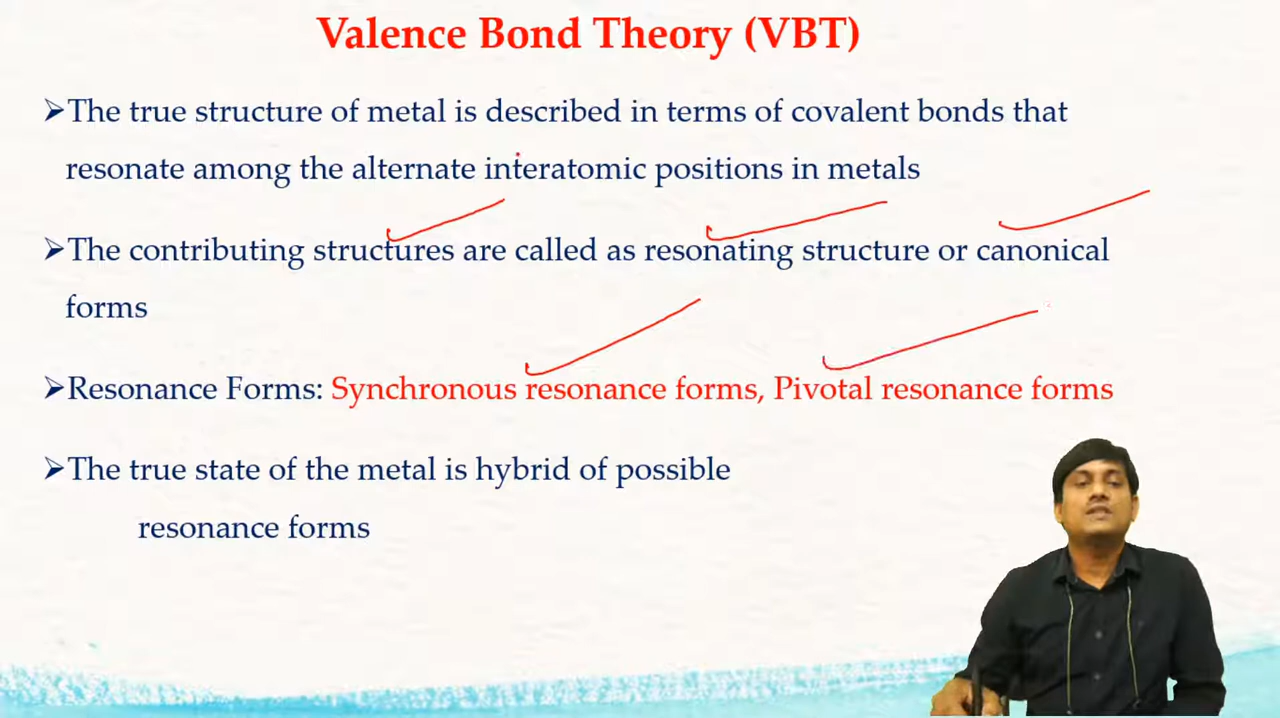 Valence Bond Theory (VBT)
➢The true structure of metal is described in terms of covalent bonds that
resonate among the alternate interatomic positions in metals
➢The contributing structures are called as resonating structure or canonical
forms
➢Resonance Forms: Synchronous resonance forms, Pivotal resonance forms
➢The true state of the metal is hybrid of possible
resonance forms